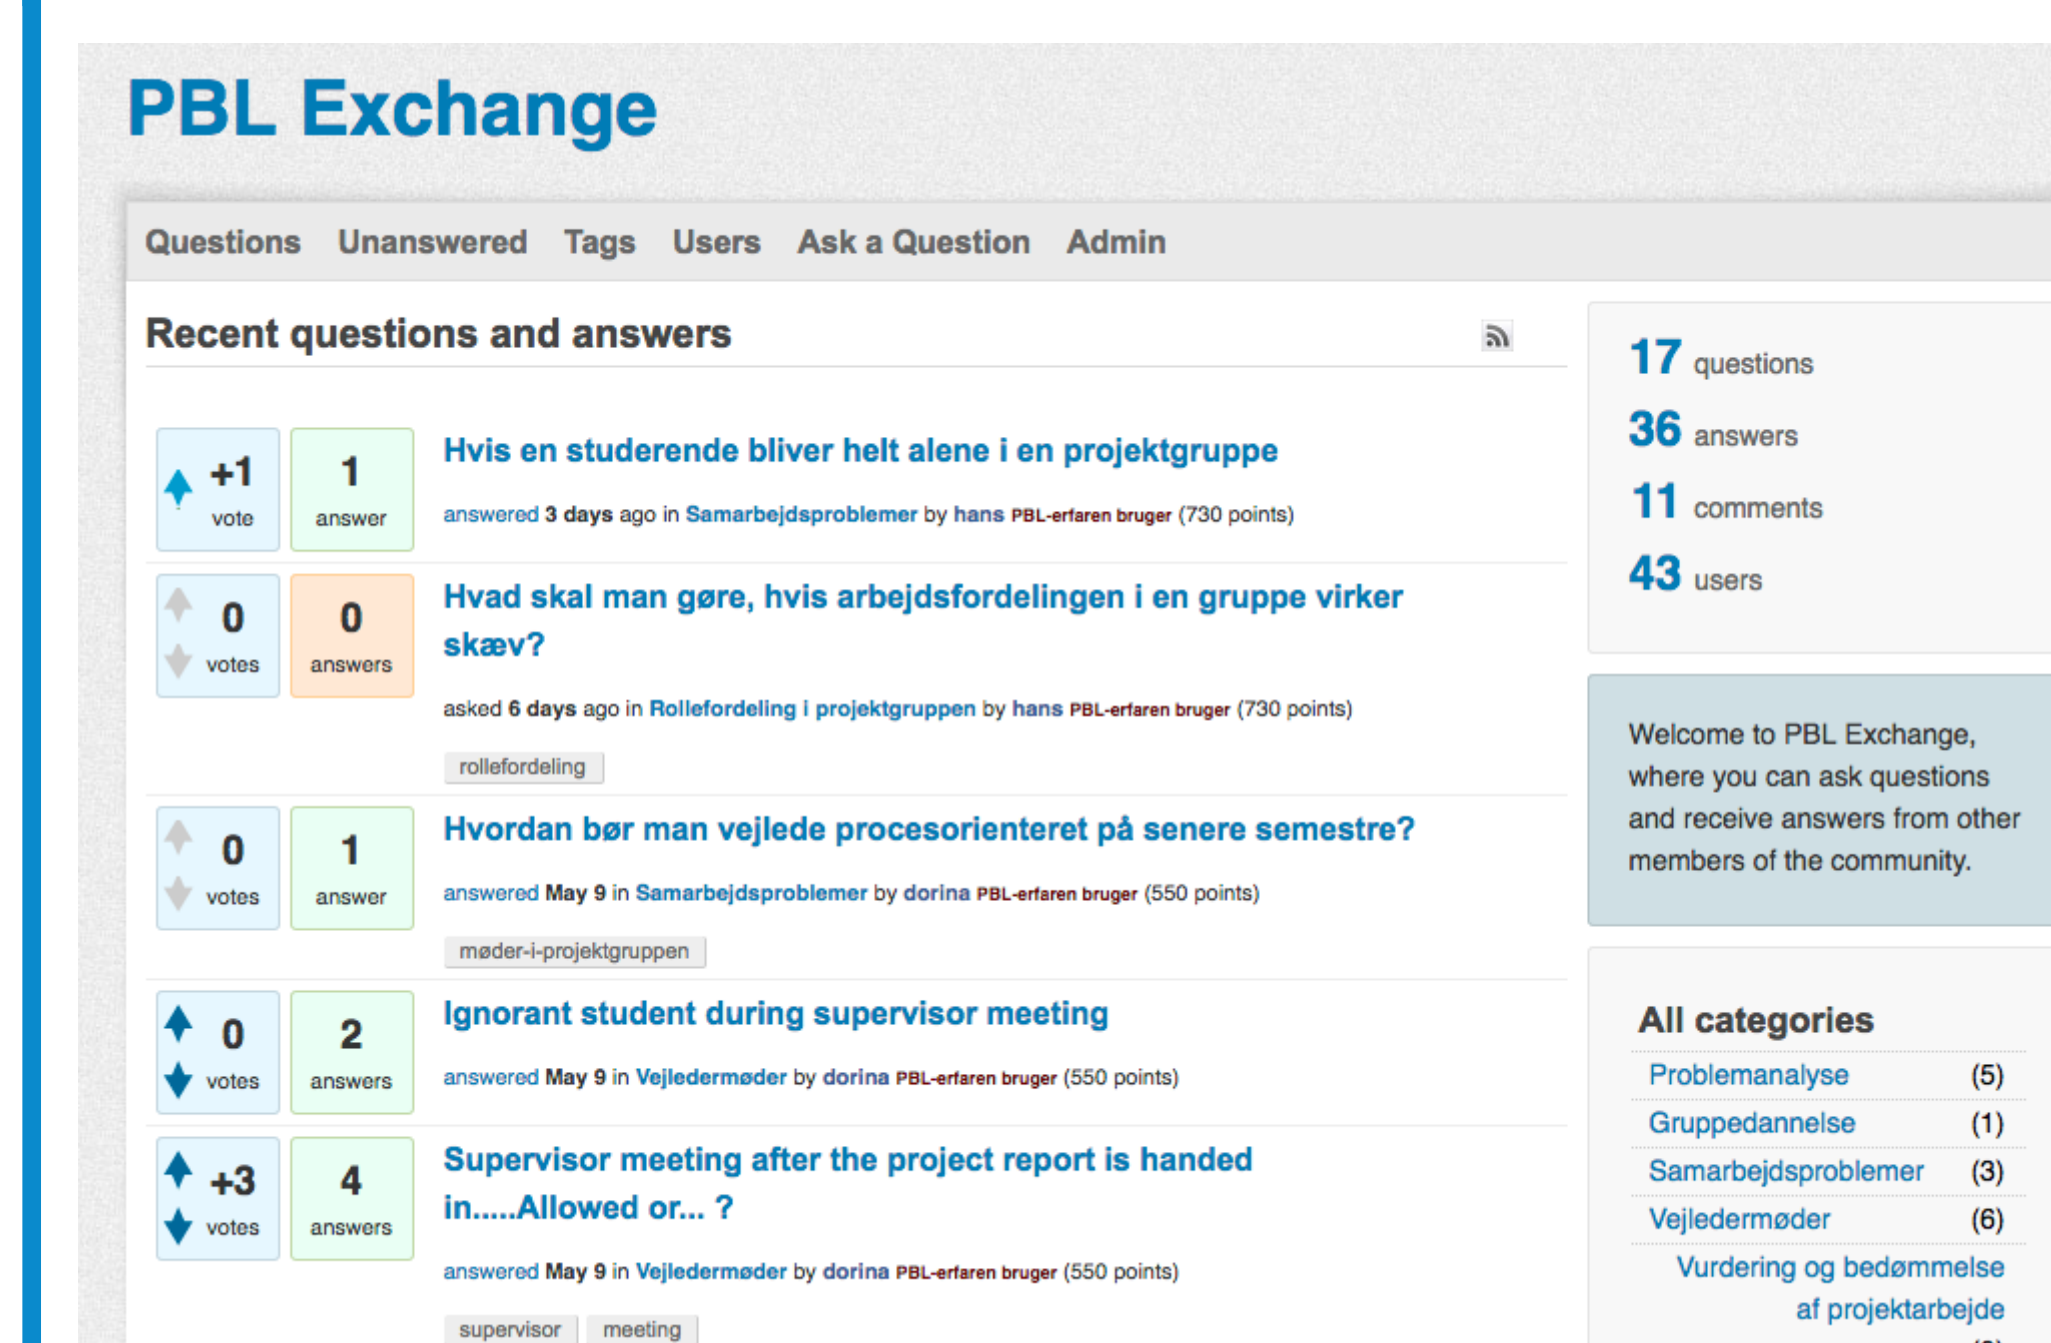 PBL Exchange
Questions Unanswered Tags Users Ask a Question Admin
Recent questions and answers
+1
vote
1
answer
Hvis en studerende bliver helt alene i en projektgruppe
answered 3 days ago in Samarbejdsproblemer by hans PBL-erfaren bruger (730 points)
0
votes
0
answers
Hvad skal man gøre, hvis arbejdsfordelingen i en gruppe virker
skæv?
asked 6 days ago in Rollefordeling i projektgruppen by hans PBL-erfaren bruger (730 points)
rollefordeling
0
votes
1
answer
Hvordan bør man vejlede procesorienteret på senere semestre?
answered May 9 in Samarbejdsproblemer by dorina PBL-erfaren bruger (550 points)
møder-i-projektgruppen
0
votes
2
answers
Ignorant student during supervisor meeting
answered May 9 in Vejledermøder by dorina PBL-erfaren bruger (550 points)
+3
votes
4
answers
Supervisor meeting after the project report is handed
in.....Allowed or... ?
answered May 9 in Vejledermøder by dorina PBL-erfaren bruger (550 points)
supervisor meeting
17 questions
36 answers
11 comments
43 users
Welcome to PBL Exchange,
where you can ask questions
and receive answers from other
members of the community.
All categories
Problemanalyse (5)
Gruppedannelse (1)
Samarbejdsproblemer (3)
Vejledermøder (6)
Vurdering og bedømmelse
af projektarbejde